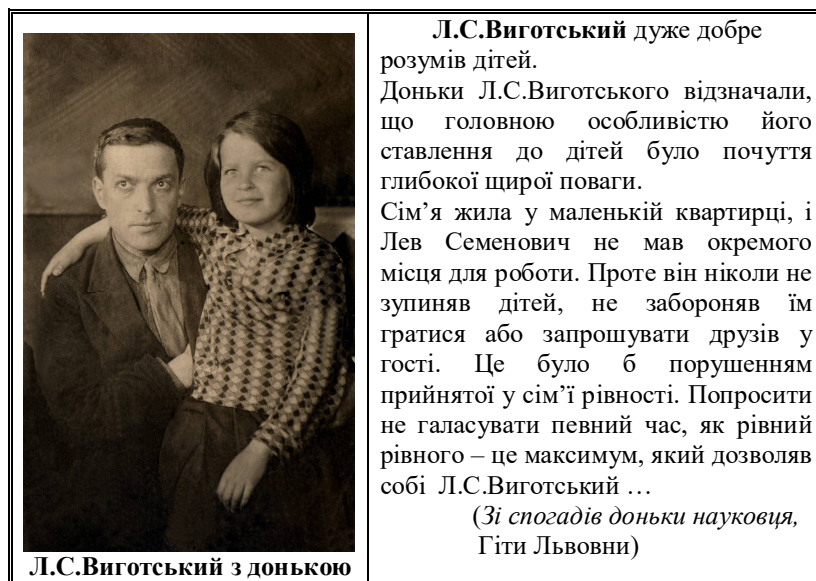 Л.С.Виготський з донькою
Л.С.Виготський дуже добре
розумів дітей.
Доньки Л.С.Виготського відзначали,
що головною особливістю його
ставлення до дітей було почуття
глибокої щирої поваги.
Сім’я жила у маленькій квартирці, і
Лев Семенович не мав окремого
місця для роботи. Проте він ніколи не
зупиняв дітей, не забороняв їм
гратися або запрошувати друзів у
гості. Це було б порушенням
прийнятої у сім’ї рівності. Попросити
не галасувати певний час, як рівний
рівного – це максимум, який дозволяв
собі Л.С.Виготський …
(Зі спогадів доньки науковця,
Гіти Львовни)